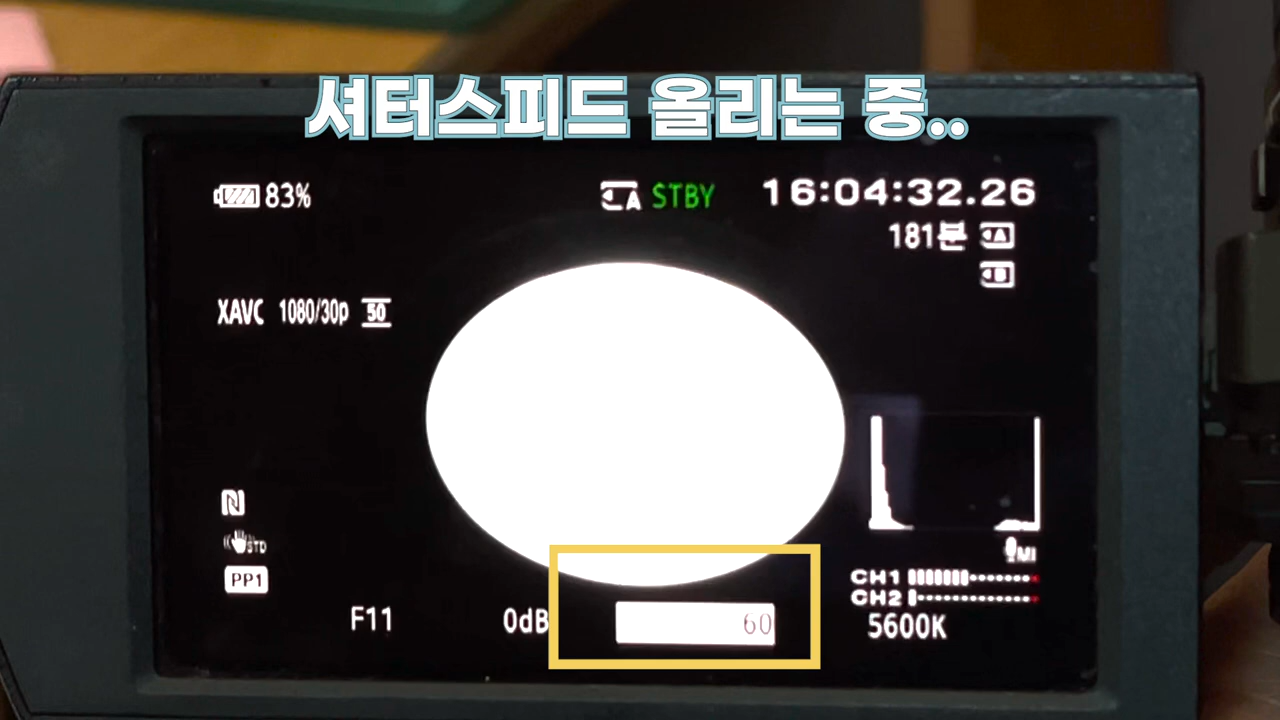 셔터스피드 올리는 중..
83%
A STBY
16:04:32.26
181분 A
B
XAVC 1080/30p 50
STD
PP1
CH1
CH2
F11
0dB
60
5600K